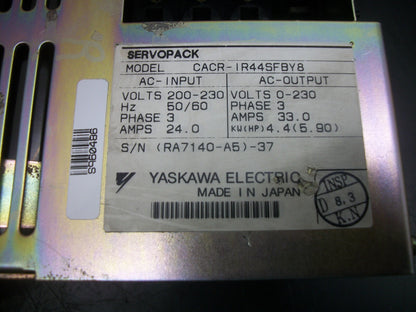 SERVOPACK
MODEL CACR-IR44SFBY8
AC-INPUT AC-OUTPUT
VOLTS 200-230 VOLTS 0-230
Hz 50/60 PHASE 3
PHASE 3 AMPS 33.0
AMPS 24.0 KW(HP) 4.4(5.90)
S/N (RA7140-A5)-37
YASKAWA ELECTRIC
MADE IN JAPAN
INSP
D 8.3
K.N
S960486